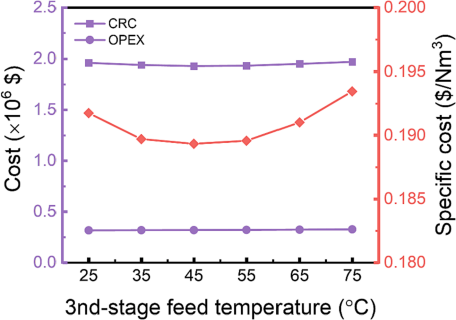 2.5
2.0
1.5
1.0
0.5
0.0
Cost (×10⁶ $)
CRC
OPEX
0.200
0.195
0.190
0.185
0.180
Specific cost ($/Nm³)
25 35 45 55 65 75
3nd-stage feed temperature (°C)